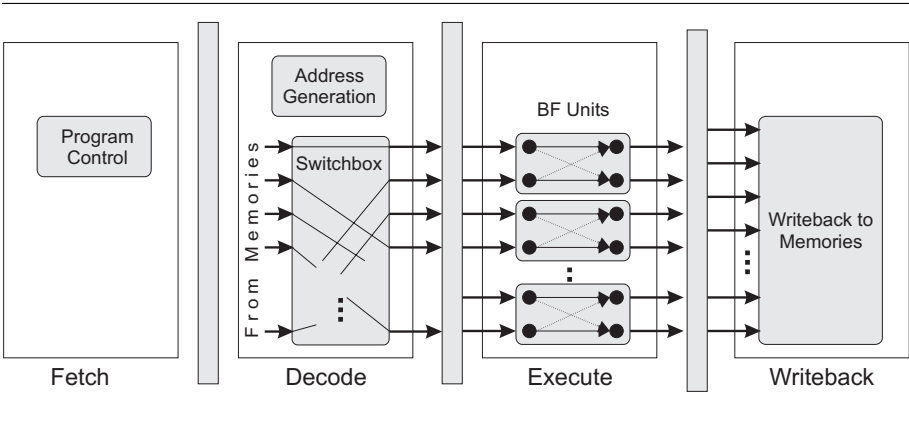 Program
Control
Fetch
Address
Generation
From Memories
Switchbox
Decode
BF Units
Execute
Writeback to
Memories
Writeback